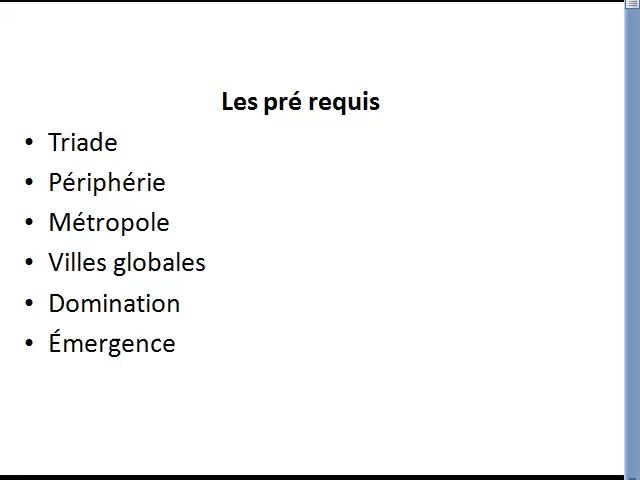 Les pré requis
• Triade
• Périphérie
• Métropole
• Villes globales
• Domination
• Émergence